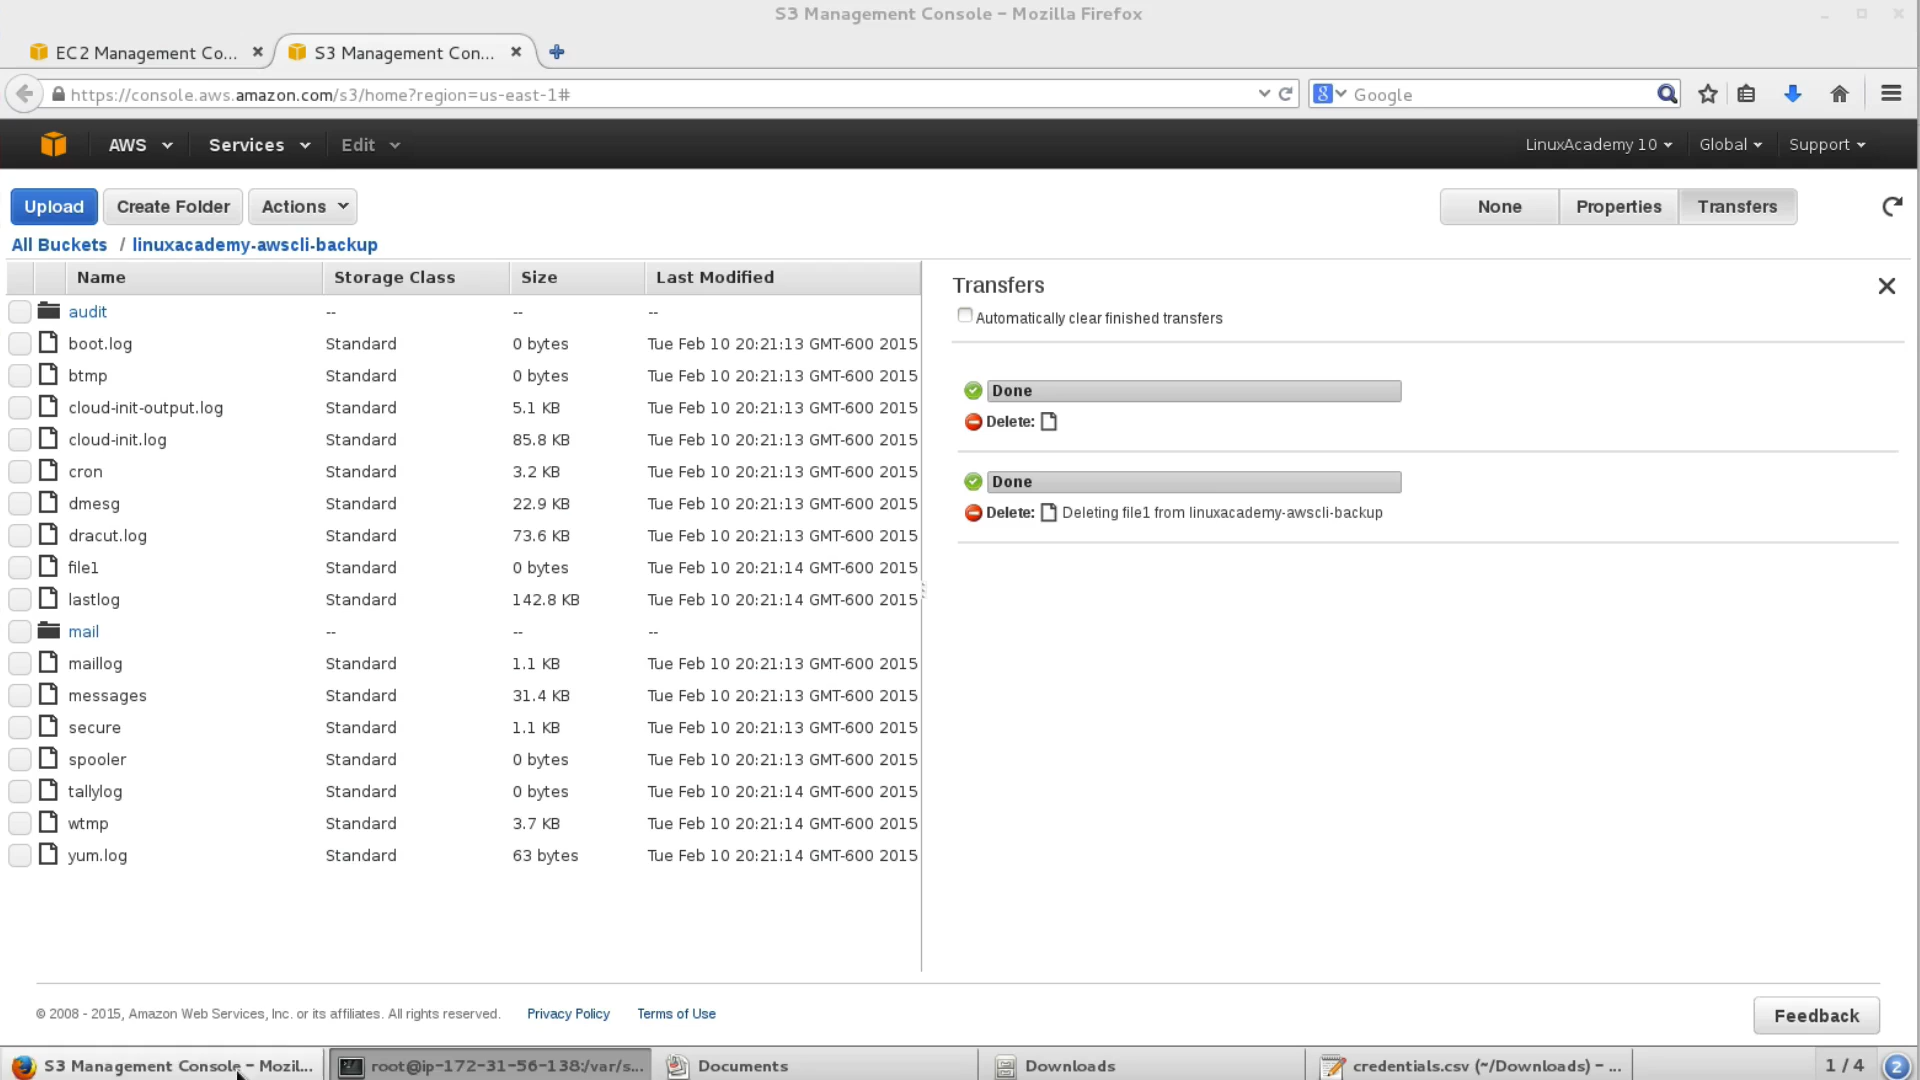 S3 Management Console - Mozilla Firefox
EC2 Management Co... S3 Management Con...
https://console.aws.amazon.com/s3/home?region=us-east-1# Google
AWS Services Edit LinuxAcademy 10 Global Support
Upload Create Folder Actions None Properties Transfers
All Buckets / linuxacademy-awscli-backup
Name Storage Class Size Last Modified
audit -- -- --
boot.log Standard 0 bytes Tue Feb 10 20:21:13 GMT-600 2015
btmp Standard 0 bytes Tue Feb 10 20:21:13 GMT-600 2015
cloud-init-output.log Standard 5.1 KB Tue Feb 10 20:21:13 GMT-600 2015
cloud-init.log Standard 85.8 KB Tue Feb 10 20:21:13 GMT-600 2015
cron Standard 3.2 KB Tue Feb 10 20:21:13 GMT-600 2015
dmesg Standard 22.9 KB Tue Feb 10 20:21:13 GMT-600 2015
dracut.log Standard 73.6 KB Tue Feb 10 20:21:13 GMT-600 2015
file1 Standard 0 bytes Tue Feb 10 20:21:14 GMT-600 2015
lastlog Standard 142.8 KB Tue Feb 10 20:21:14 GMT-600 2015
mail -- -- --
maillog Standard 1.1 KB Tue Feb 10 20:21:13 GMT-600 2015
messages Standard 31.4 KB Tue Feb 10 20:21:13 GMT-600 2015
secure Standard 1.1 KB Tue Feb 10 20:21:13 GMT-600 2015
spooler Standard 0 bytes Tue Feb 10 20:21:13 GMT-600 2015
tallylog Standard 0 bytes Tue Feb 10 20:21:14 GMT-600 2015
wtmp Standard 3.7 KB Tue Feb 10 20:21:14 GMT-600 2015
yum.log Standard 63 bytes Tue Feb 10 20:21:14 GMT-600 2015
Transfers
Automatically clear finished transfers
Done
Delete:
Done
Delete: Deleting file1 from linuxacademy-awscli-backup
© 2008 - 2015, Amazon Web Services, Inc. or its affiliates. All rights reserved. Privacy Policy Terms of Use Feedback
S3 Management Console - Mozil... root@ip-172-31-56-138:/var/s... Documents Downloads credentials.csv (~/Downloads) - ... 1 / 4 2